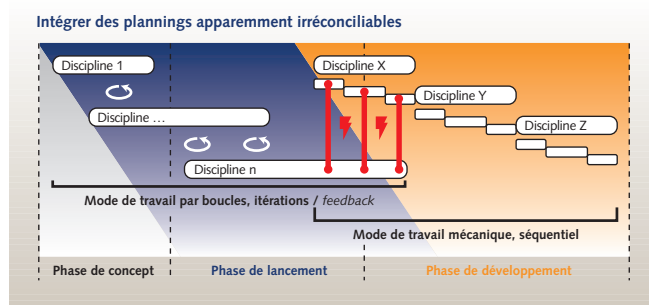 Intégrer des plannings apparemment irréconciliables
Discipline 1
Discipline X
Discipline Y
Discipline …
Discipline Z
Discipline n
Mode de travail par boucles, itérations / feedback
Mode de travail mécanique, séquentiel
Phase de concept
Phase de lancement
Phase de développement